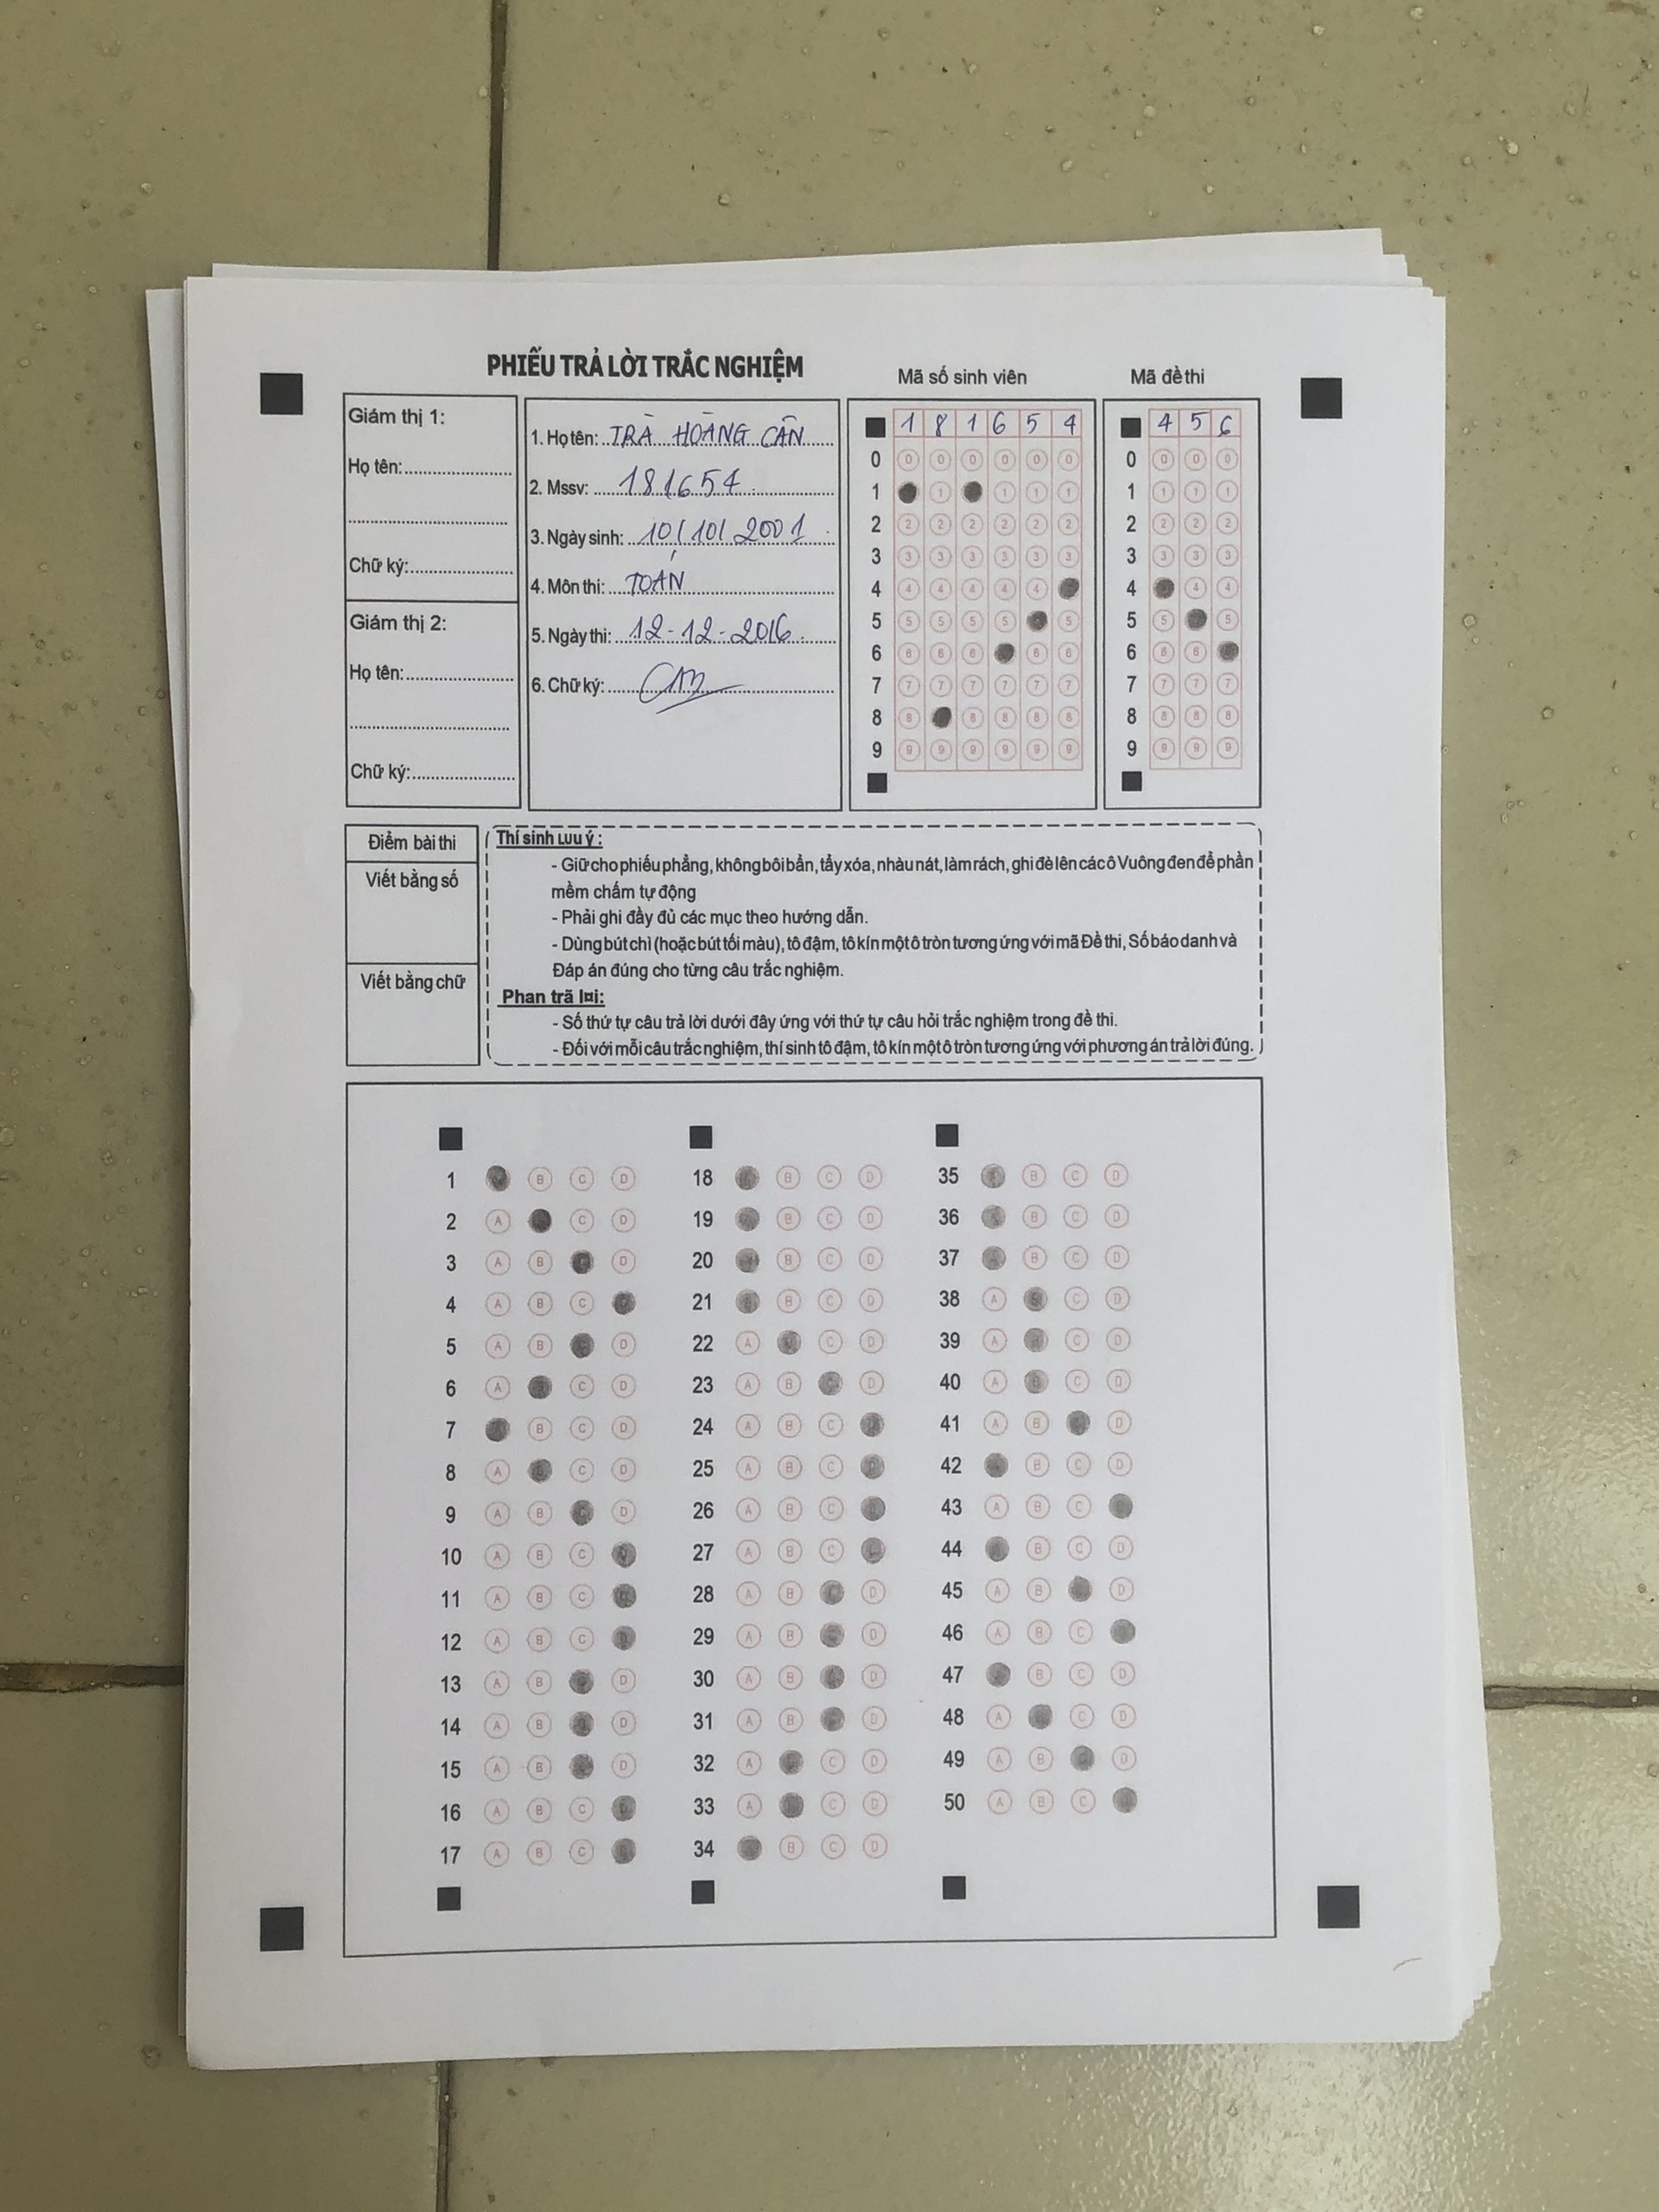 PHIẾU TRẢ LỜI TRẮC NGHIỆM
Giám thị 1:
Họ tên:
Chữ ký:
Giám thị 2:
Họ tên:
Chữ ký:
1. Họ tên: TRÀ HOÀNG CÂN
2. Mssv: 181654
3. Ngày sinh: 10/10/2001
4. Môn thi: TOÁN
5. Ngày thi: 12-12-2016
6. Chữ ký:
Mã số sinh viên
1 8 1 6 5 4
0 0 0 0 0 0 0
1 1 1 1 1
2 2 2 2 2 2 2
3 3 3 3 3 3 3
4 4 4 4 4 4
5 5 5 5 5 5
6 6 6 6 6 6
7 7 7 7 7 7 7
8 8 8 8 8 8
9 9 9 9 9 9 9
Mã đề thi
4 5 6
0 0 0 0
1 1 1 1
2 2 2 2
3 3 3 3
4 4 4
5 5 5
6 6 6
7 7 7 7
8 8 8 8
9 9 9 9
Điểm bài thi
Viết bằng số
Viết bằng chữ
Thí sinh Lưu ý :
- Giữ cho phiếu phẳng, không bôi bẩn, tẩy xóa, nhàu nát, làm rách, ghi đè lên các ô Vuông đen để phần
mềm chấm tự động
- Phải ghi đầy đủ các mục theo hướng dẫn.
- Dùng bút chì (hoặc bút tối màu), tô đậm, tô kín một ô tròn tương ứng với mã Đề thi, Số báo danh và
Đáp án đúng cho từng câu trắc nghiệm.
Phan trã l¤i:
- Số thứ tự câu trả lời dưới đây ứng với thứ tự câu hỏi trắc nghiệm trong đề thi.
- Đối với mỗi câu trắc nghiệm, thí sinh tô đậm, tô kín một ô tròn tương ứng với phương án trả lời đúng.
1 B C D
2 A C D
3 A B D
4 A B C
5 A B D
6 A C D
7 B C D
8 A C D
9 A B D
10 A B C
11 A B C
12 A B C
13 A B D
14 A B D
15 A B D
16 A B C
17 A B C
18 B C D
19 B C D
20 B C D
21 B C D
22 A C D
23 A B D
24 A B C
25 A B C
26 A B C
27 A B C
28 A B D
29 A B D
30 A B D
31 A B D
32 A C D
33 A C D
34 B C D
35 B C D
36 B C D
37 B C D
38 A C D
39 A C D
40 A C D
41 A B D
42 B C D
43 A B C
44 B C D
45 A B D
46 A B C
47 B C D
48 A C D
49 A B D
50 A B C